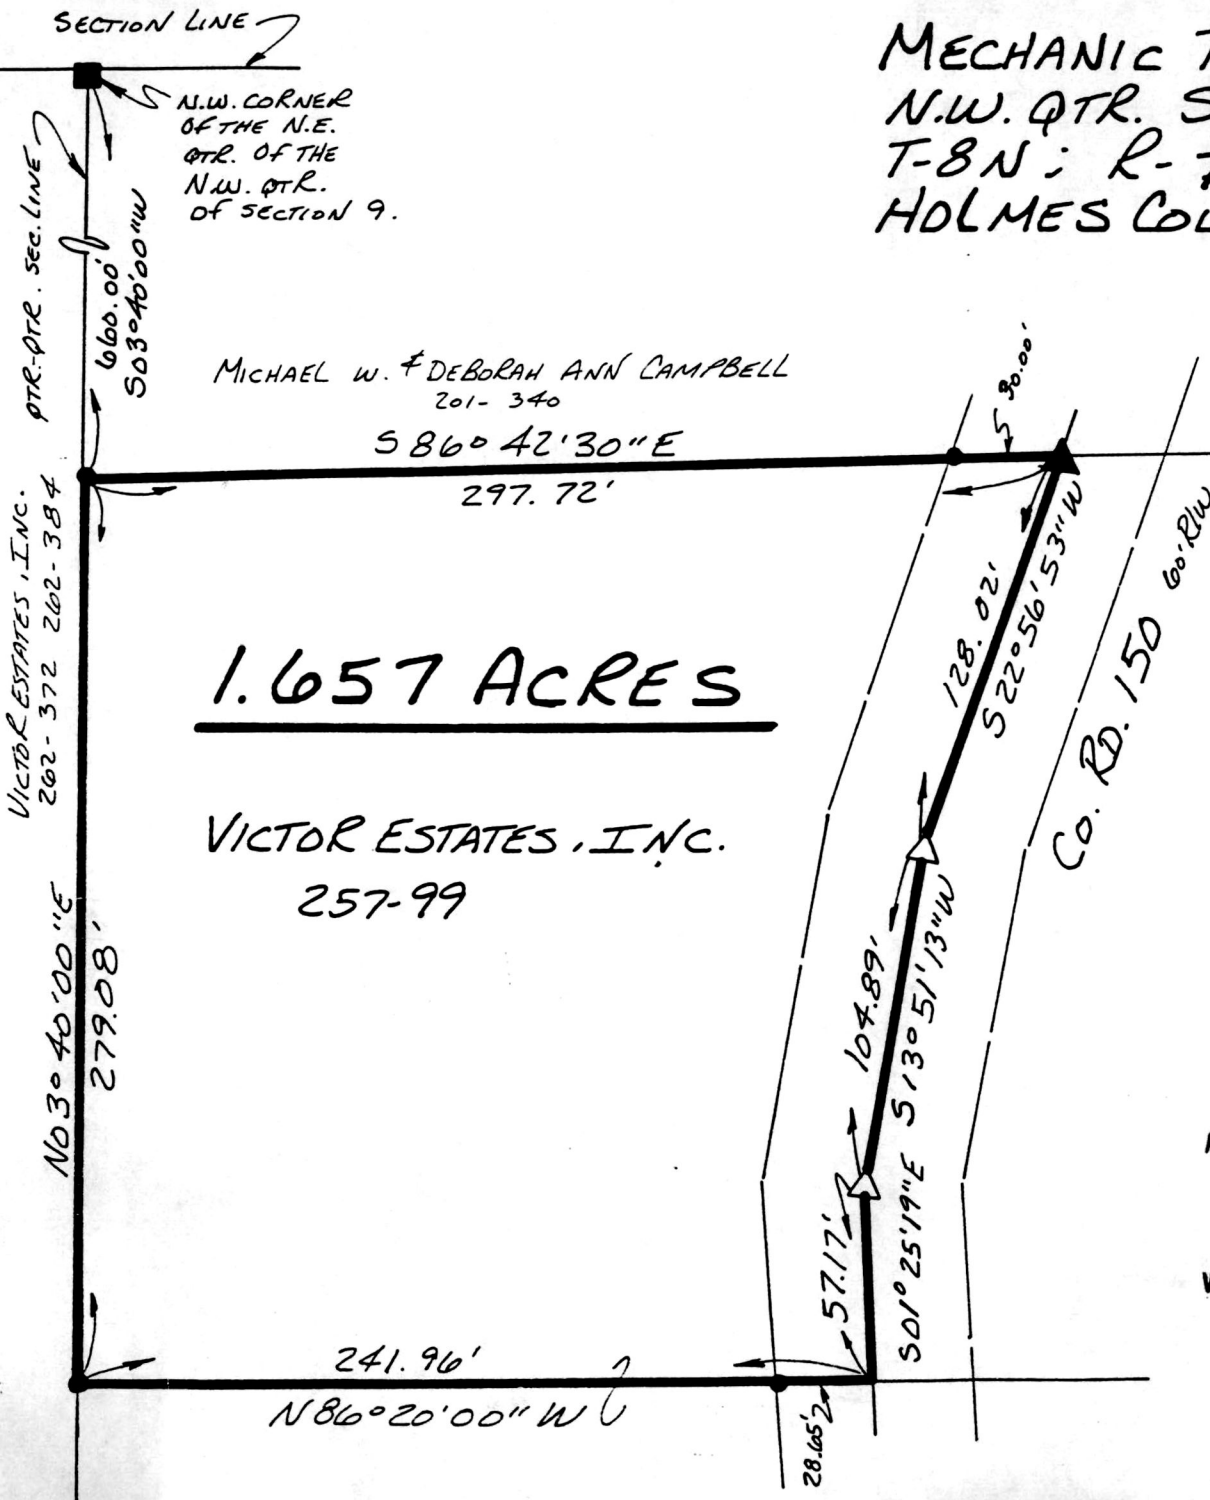 SECTION LINE
MECHANIC
N.W. QTR.
T-8N; R-
HOLMES
N.W. CORNER
OF THE N.E.
QTR. OF THE
N.W. QTR.
OF SECTION 9.
QTR.-QTR. SEC. LINE
660.00'
S03°40'00"W
MICHAEL W. & DEBORAH ANN CAMPBELL
201-340
S86°42'30"E
297.72'
30.00'
VICTOR ESTATES, INC.
262-372 262-384
128.02'
S22°56'53"W
CO. RD. 150 60' R/W
1.657 ACRES
VICTOR ESTATES, INC.
257-99
N03°40'00"E
279.08'
104.89'
S13°51'13"W
57.17'
S01°25'19"E
241.96'
N86°20'00"W
28.65'